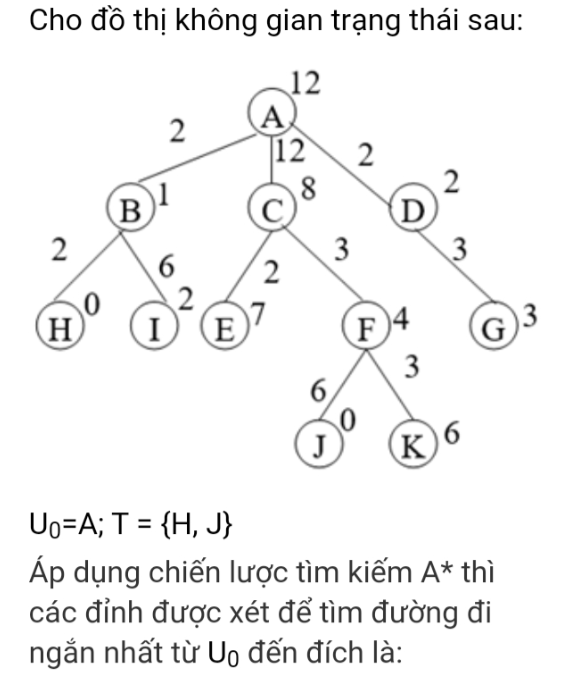 Cho đồ thị không gian trạng thái sau:
12
A
2
12
2
B
1
C
8
D
2
2
6
2
3
3
H
0
I
2
E
7
F
4
G
3
6
3
J
0
K
6
U₀=A; T = {H, J}
Áp dụng chiến lược tìm kiếm A* thì
các đỉnh được xét để tìm đường đi
ngắn nhất từ U₀ đến đích là: